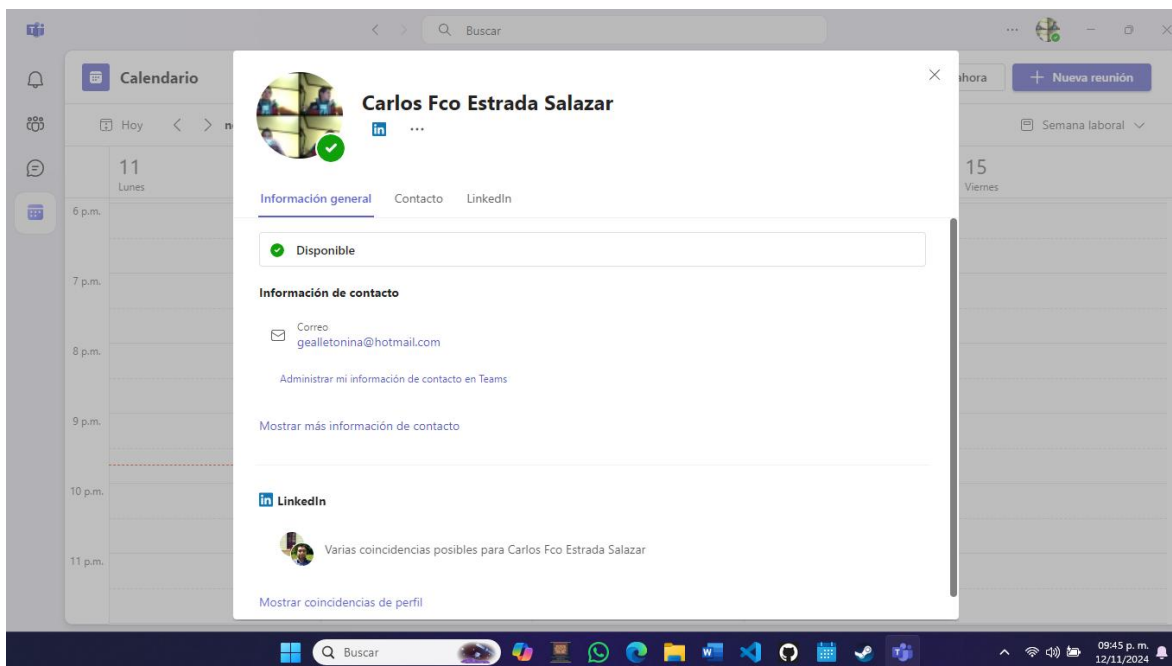 Buscar
Calendario
ahora
Nueva reunión
Hoy
Semana laboral
11
Lunes
15
Viernes
6 p.m.
7 p.m.
8 p.m.
9 p.m.
10 p.m.
11 p.m.
Carlos Fco Estrada Salazar
in
Información general Contacto LinkedIn
Disponible
Información de contacto
Correo
gealletonina@hotmail.com
Administrar mi información de contacto en Teams
Mostrar más información de contacto
in LinkedIn
Varias coincidencias posibles para Carlos Fco Estrada Salazar
Mostrar coincidencias de perfil
Buscar
09:45 p. m.
12/11/2024